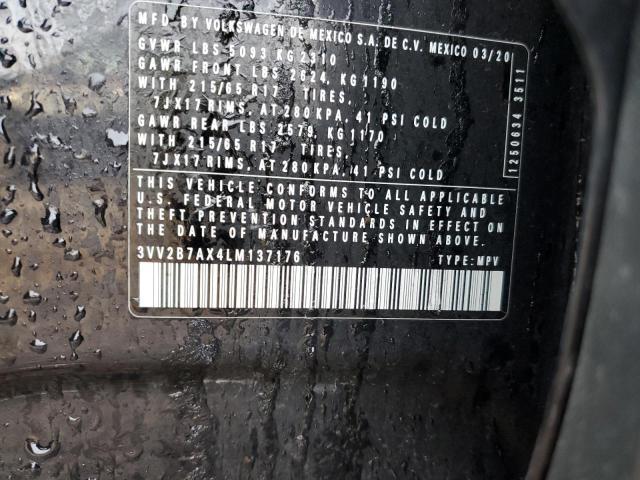 MFD. BY VOLKSWAGEN DE MEXICO S.A. DE C.V. MEXICO 03/20
GVWR LBS 5093 KG 2310
GAWR FRONT LBS 2624, KG 1190
WITH 215/65 R17 TIRES,
7JX17 RIMS, AT 280 KPA, 41 PSI COLD
GAWR REAR LBS 2579, KG 1170
WITH 215/65 R17 TIRES,
7JX17 RIMS, AT 280 KPA, 41 PSI COLD
THIS VEHICLE CONFORMS TO ALL APPLICABLE
U.S. FEDERAL MOTOR VEHICLE SAFETY AND
THEFT PREVENTION STANDARDS IN EFFECT ON
THE DATE OF MANUFACTURE SHOWN ABOVE.
3VV2B7AX4LM137176 TYPE: MPV
1250634 3511